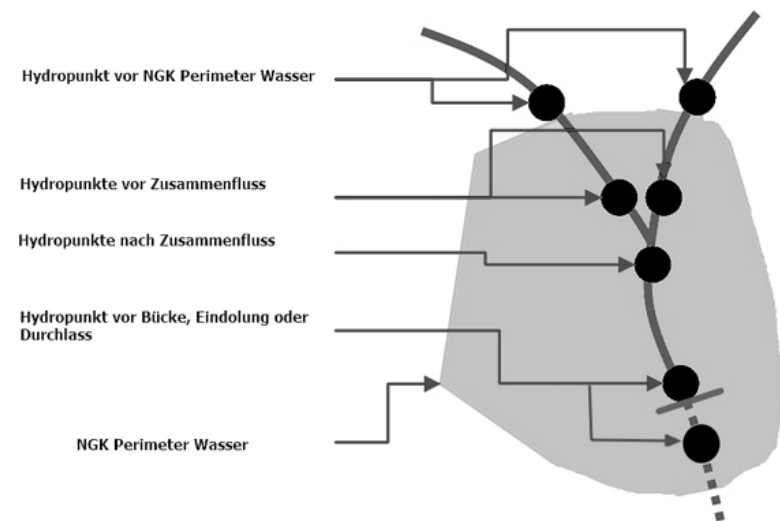 Hydropunkt vor NGK Perimeter Wasser
Hydropunkte vor Zusammenfluss
Hydropunkte nach Zusammenfluss
Hydropunkt vor Bücke, Eindolung oder
Durchlass
NGK Perimeter Wasser